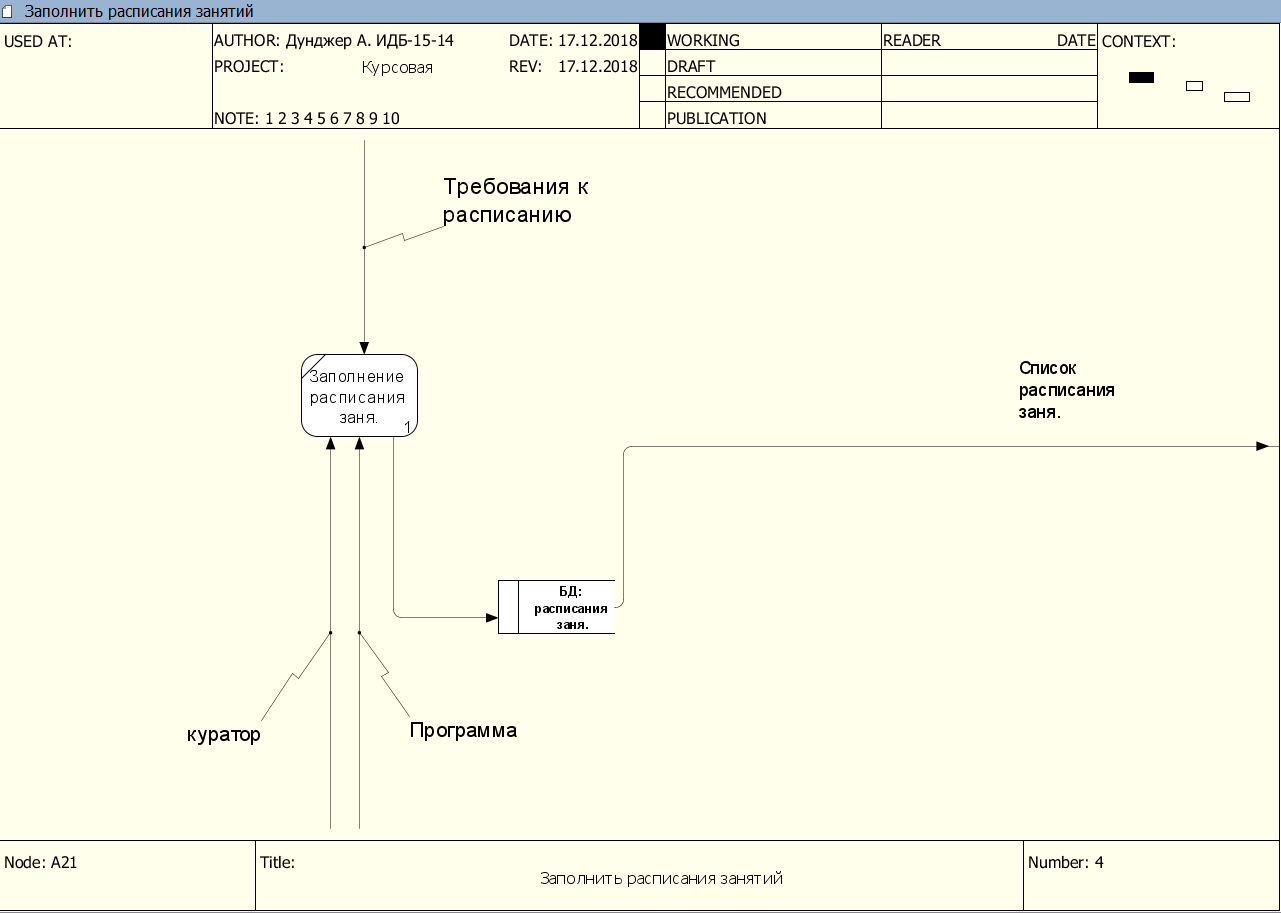 Заполнить расписания занятий
USED AT:
AUTHOR: Дунджер А. ИДБ-15-14
DATE: 17.12.2018
PROJECT: Курсовая
REV: 17.12.2018
NOTE: 1 2 3 4 5 6 7 8 9 10
WORKING
DRAFT
RECOMMENDED
PUBLICATION
READER
DATE
CONTEXT:
Требования к
расписанию
Заполнение
расписания
заня.
1
Список
расписания
заня.
БД:
расписания
заня.
куратор
Программа
Node: A21
Title:
Заполнить расписания занятий
Number: 4